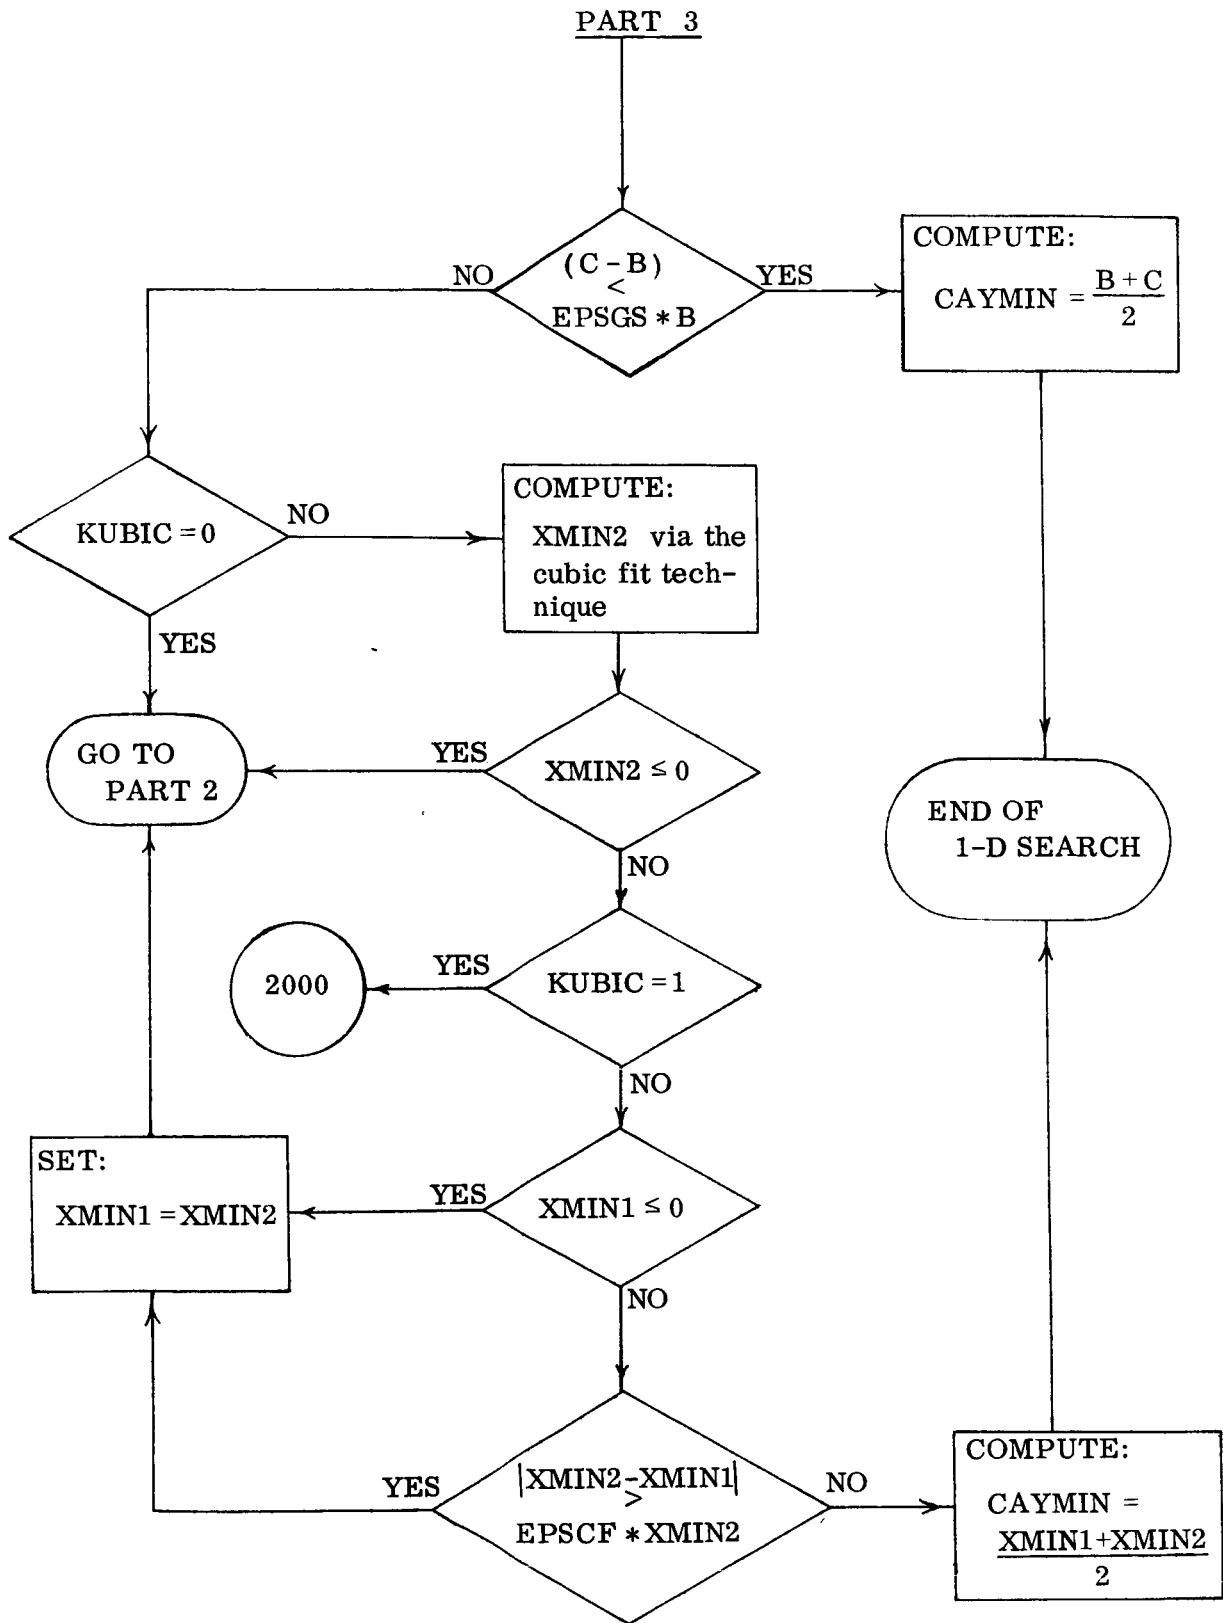 PART 3
(C - B)
<
EPSGS * B
NO
YES
COMPUTE:
CAYMIN = B + C
2
KUBIC = 0
NO
YES
COMPUTE:
XMIN2 via the
cubic fit tech-
nique
GO TO
PART 2
YES
XMIN2 ≤ 0
NO
END OF
1-D SEARCH
2000
YES
KUBIC = 1
NO
SET:
XMIN1 = XMIN2
YES
XMIN1 ≤ 0
NO
YES
|XMIN2-XMIN1|
>
EPSCF * XMIN2
NO
COMPUTE:
CAYMIN =
XMIN1+XMIN2
2